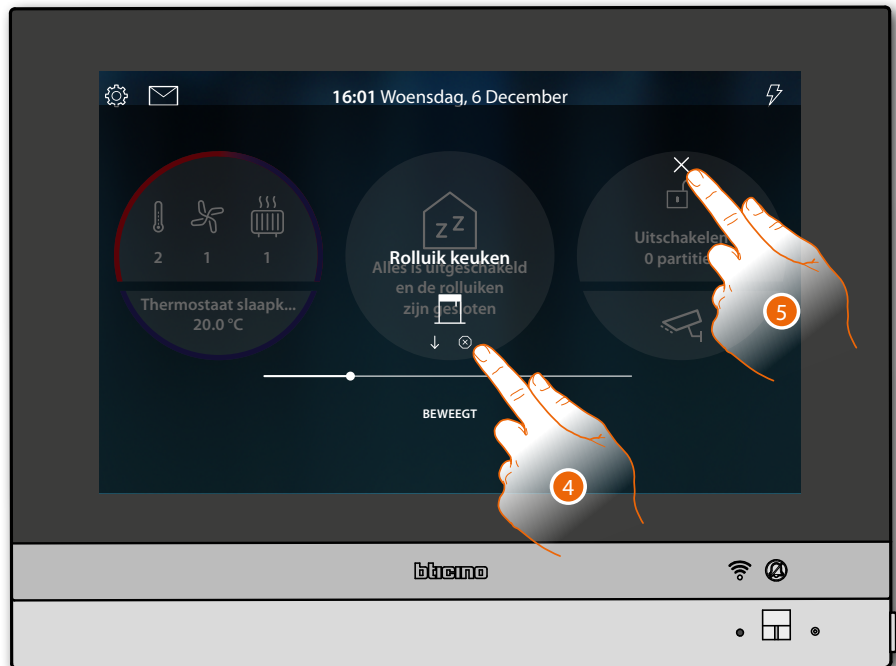 16:01 Woensdag, 6 December
2 1 1
Thermostaat slaapk...
20.0 °C
Z Z
Rolluik keuken
Alles is uitgeschakeld
en de rolluiken
zijn gesloten
BEWEEGT
Uitschakelen
0 partitie
5
4
bticino